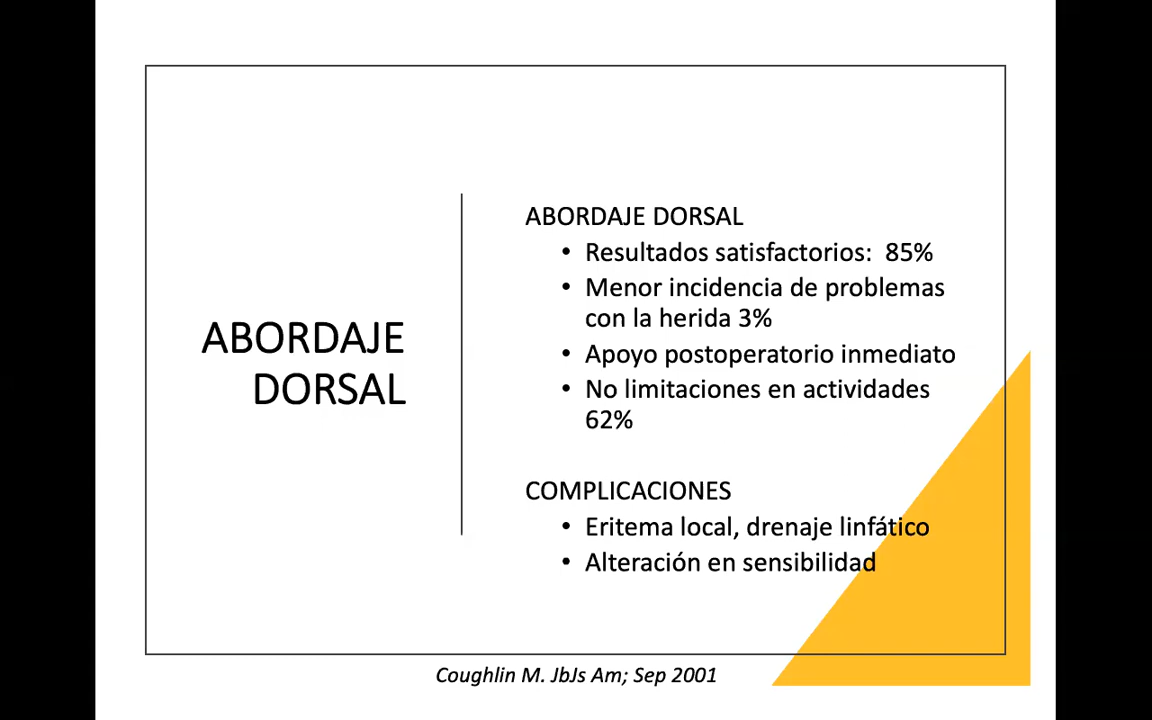 ABORDAJE
DORSAL
ABORDAJE DORSAL
• Resultados satisfactorios: 85%
• Menor incidencia de problemas
con la herida 3%
• Apoyo postoperatorio inmediato
• No limitaciones en actividades
62%
COMPLICACIONES
• Eritema local, drenaje linfático
• Alteración en sensibilidad
Coughlin M. JbJs Am; Sep 2001